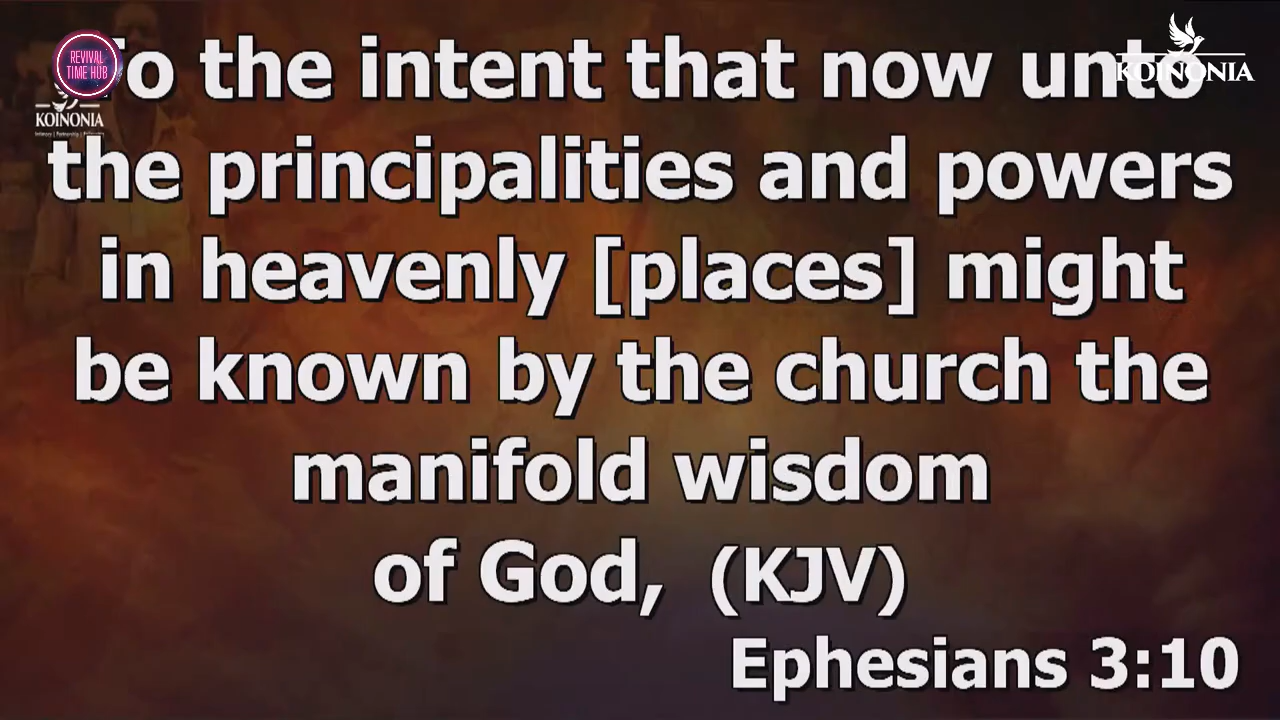 REVIVAL
TIME HUB
KOINONIA
KOINONIA
To the intent that now unto
the principalities and powers
in heavenly [places] might
be known by the church the
manifold wisdom
of God, (KJV)
Ephesians 3:10